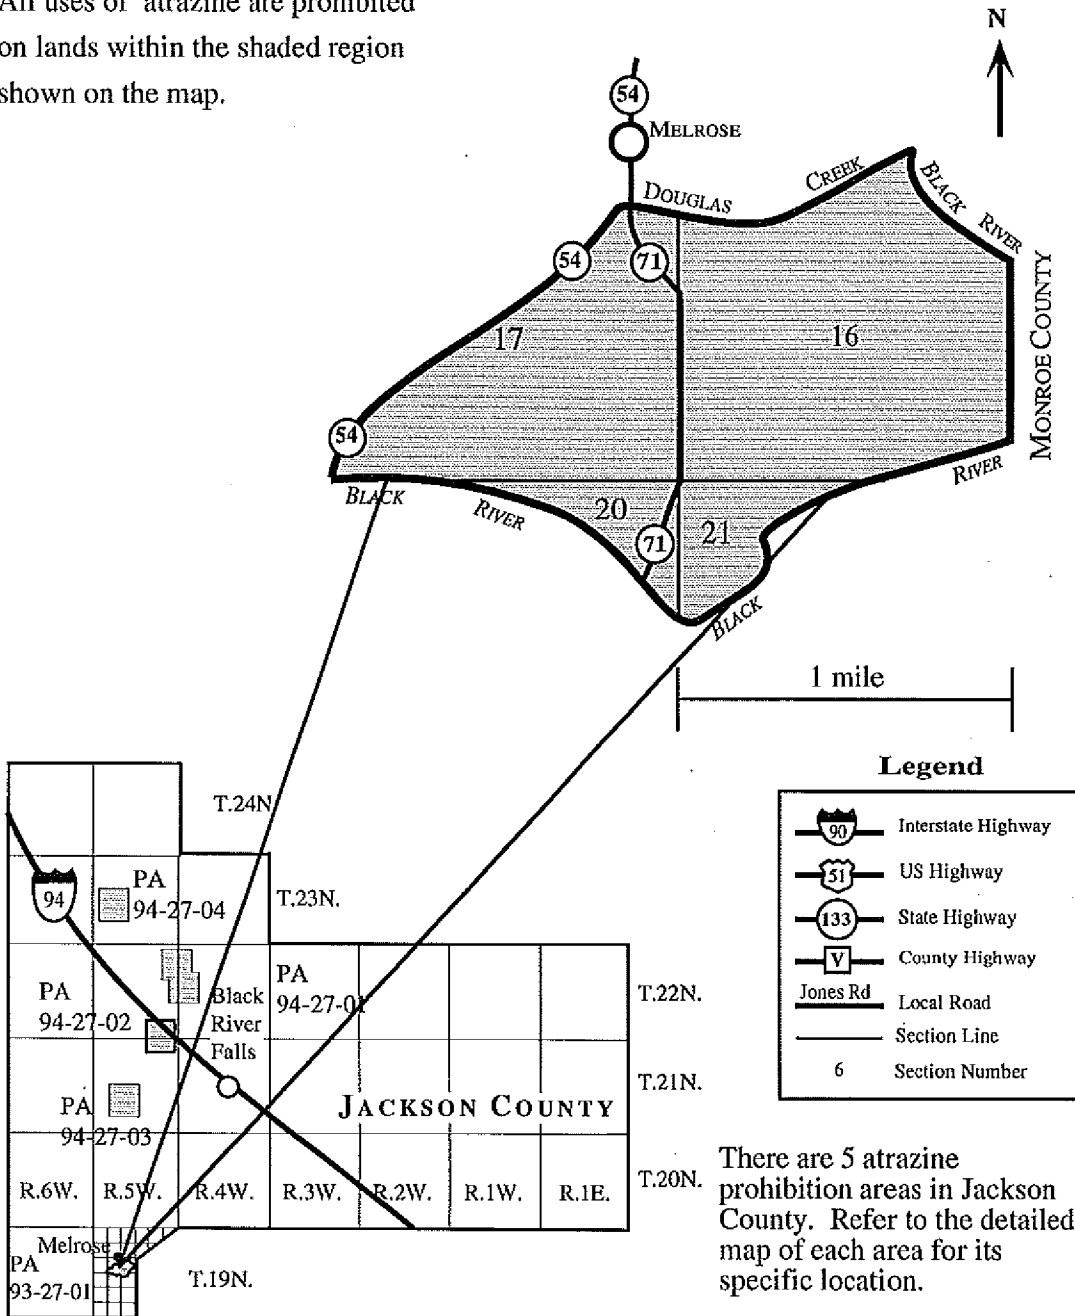 All uses of atrazine are prohibited
on lands within the shaded region
shown on the map.
N
54
MELROSE
DOUGLAS
CREEK
BLACK
RIVER
54
71
17
16
MONROE COUNTY
54
BLACK
RIVER
RIVER
20
21
71
BLACK
1 mile
Legend
90 Interstate Highway
51 US Highway
133 State Highway
V County Highway
Jones Rd Local Road
Section Line
6 Section Number
T.24N.
94
PA
94-27-04
T.23N.
PA
94-27-01
PA
94-27-02
Black
River
Falls
T.22N.
T.21N.
PA
94-27-03
JACKSON COUNTY
R.6W. R.5W. R.4W. R.3W. R.2W. R.1W. R.1E.
T.20N.
Melrose
PA
93-27-01
T.19N.
There are 5 atrazine
prohibition areas in Jackson
County. Refer to the detailed
map of each area for its
specific location.